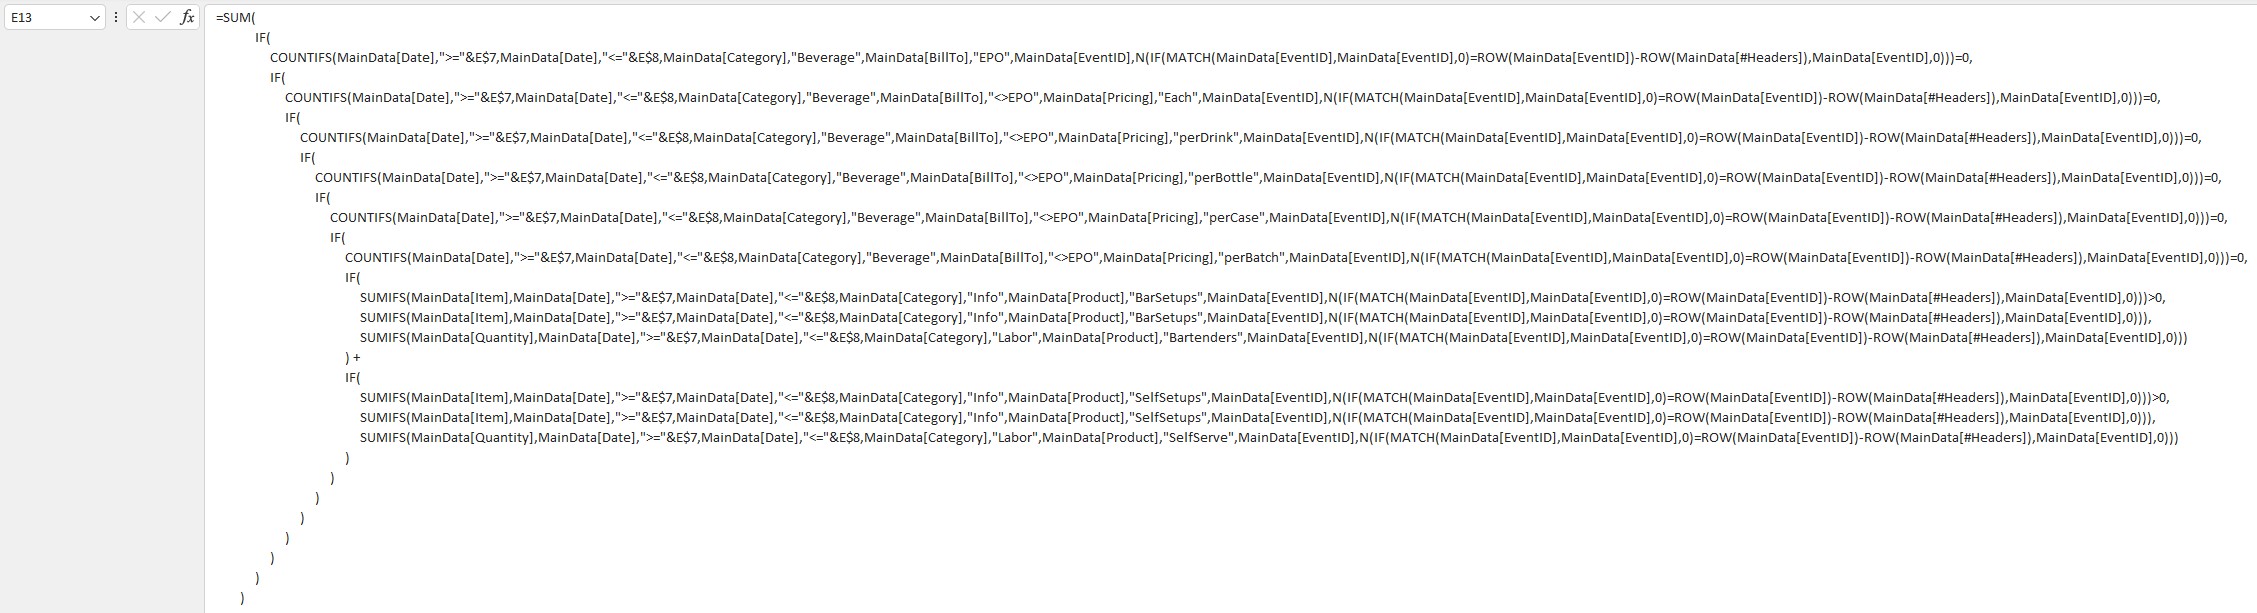 E13
fx
=SUM(
IF(
COUNTIFS(MainData[Date],">="&E$7,MainData[Date],"<="&E$8,MainData[Category],"Beverage",MainData[BillTo],"EPO",MainData[EventID],N(IF(MATCH(MainData[EventID],MainData[EventID],0)=ROW(MainData[EventID])-ROW(MainData[#Headers]),MainData[EventID],0)))=0,
IF(
COUNTIFS(MainData[Date],">="&E$7,MainData[Date],"<="&E$8,MainData[Category],"Beverage",MainData[BillTo],"<>EPO",MainData[Pricing],"Each",MainData[EventID],N(IF(MATCH(MainData[EventID],MainData[EventID],0)=ROW(MainData[EventID])-ROW(MainData[#Headers]),MainData[EventID],0)))=0,
IF(
COUNTIFS(MainData[Date],">="&E$7,MainData[Date],"<="&E$8,MainData[Category],"Beverage",MainData[BillTo],"<>EPO",MainData[Pricing],"perDrink",MainData[EventID],N(IF(MATCH(MainData[EventID],MainData[EventID],0)=ROW(MainData[EventID])-ROW(MainData[#Headers]),MainData[EventID],0)))=0,
IF(
COUNTIFS(MainData[Date],">="&E$7,MainData[Date],"<="&E$8,MainData[Category],"Beverage",MainData[BillTo],"<>EPO",MainData[Pricing],"perBottle",MainData[EventID],N(IF(MATCH(MainData[EventID],MainData[EventID],0)=ROW(MainData[EventID])-ROW(MainData[#Headers]),MainData[EventID],0)))=0,
IF(
COUNTIFS(MainData[Date],">="&E$7,MainData[Date],"<="&E$8,MainData[Category],"Beverage",MainData[BillTo],"<>EPO",MainData[Pricing],"perCase",MainData[EventID],N(IF(MATCH(MainData[EventID],MainData[EventID],0)=ROW(MainData[EventID])-ROW(MainData[#Headers]),MainData[EventID],0)))=0,
IF(
COUNTIFS(MainData[Date],">="&E$7,MainData[Date],"<="&E$8,MainData[Category],"Beverage",MainData[BillTo],"<>EPO",MainData[Pricing],"perBatch",MainData[EventID],N(IF(MATCH(MainData[EventID],MainData[EventID],0)=ROW(MainData[EventID])-ROW(MainData[#Headers]),MainData[EventID],0)))=0,
IF(
SUMIFS(MainData[Item],MainData[Date],">="&E$7,MainData[Date],"<="&E$8,MainData[Category],"Info",MainData[Product],"BarSetups",MainData[EventID],N(IF(MATCH(MainData[EventID],MainData[EventID],0)=ROW(MainData[EventID])-ROW(MainData[#Headers]),MainData[EventID],0)))>0,
SUMIFS(MainData[Item],MainData[Date],">="&E$7,MainData[Date],"<="&E$8,MainData[Category],"Info",MainData[Product],"BarSetups",MainData[EventID],N(IF(MATCH(MainData[EventID],MainData[EventID],0)=ROW(MainData[EventID])-ROW(MainData[#Headers]),MainData[EventID],0))),
SUMIFS(MainData[Quantity],MainData[Date],">="&E$7,MainData[Date],"<="&E$8,MainData[Category],"Labor",MainData[Product],"Bartenders",MainData[EventID],N(IF(MATCH(MainData[EventID],MainData[EventID],0)=ROW(MainData[EventID])-ROW(MainData[#Headers]),MainData[EventID],0)))
) +
IF(
SUMIFS(MainData[Item],MainData[Date],">="&E$7,MainData[Date],"<="&E$8,MainData[Category],"Info",MainData[Product],"SelfSetups",MainData[EventID],N(IF(MATCH(MainData[EventID],MainData[EventID],0)=ROW(MainData[EventID])-ROW(MainData[#Headers]),MainData[EventID],0)))>0,
SUMIFS(MainData[Item],MainData[Date],">="&E$7,MainData[Date],"<="&E$8,MainData[Category],"Info",MainData[Product],"SelfSetups",MainData[EventID],N(IF(MATCH(MainData[EventID],MainData[EventID],0)=ROW(MainData[EventID])-ROW(MainData[#Headers]),MainData[EventID],0))),
SUMIFS(MainData[Quantity],MainData[Date],">="&E$7,MainData[Date],"<="&E$8,MainData[Category],"Labor",MainData[Product],"SelfServe",MainData[EventID],N(IF(MATCH(MainData[EventID],MainData[EventID],0)=ROW(MainData[EventID])-ROW(MainData[#Headers]),MainData[EventID],0)))
)
)
)
)
)
)
)
)